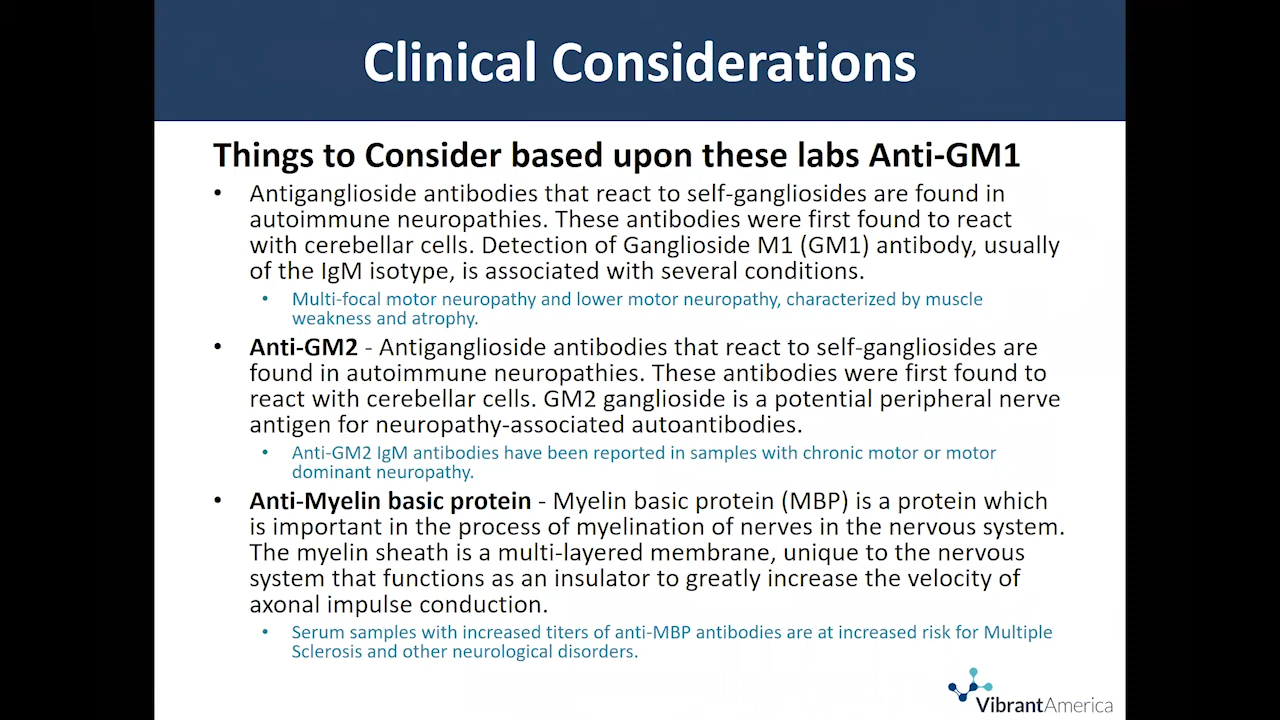 Clinical Considerations
Things to Consider based upon these labs Anti-GM1
• Antiganglioside antibodies that react to self-gangliosides are found in
autoimmune neuropathies. These antibodies were first found to react
with cerebellar cells. Detection of Ganglioside M1 (GM1) antibody, usually
of the IgM isotype, is associated with several conditions.
• Multi-focal motor neuropathy and lower motor neuropathy, characterized by muscle
weakness and atrophy.
• Anti-GM2 - Antiganglioside antibodies that react to self-gangliosides are
found in autoimmune neuropathies. These antibodies were first found to
react with cerebellar cells. GM2 ganglioside is a potential peripheral nerve
antigen for neuropathy-associated autoantibodies.
• Anti-GM2 IgM antibodies have been reported in samples with chronic motor or motor
dominant neuropathy.
• Anti-Myelin basic protein - Myelin basic protein (MBP) is a protein which
is important in the process of myelination of nerves in the nervous system.
The myelin sheath is a multi-layered membrane, unique to the nervous
system that functions as an insulator to greatly increase the velocity of
axonal impulse conduction.
• Serum samples with increased titers of anti-MBP antibodies are at increased risk for Multiple
Sclerosis and other neurological disorders.
VibrantAmerica